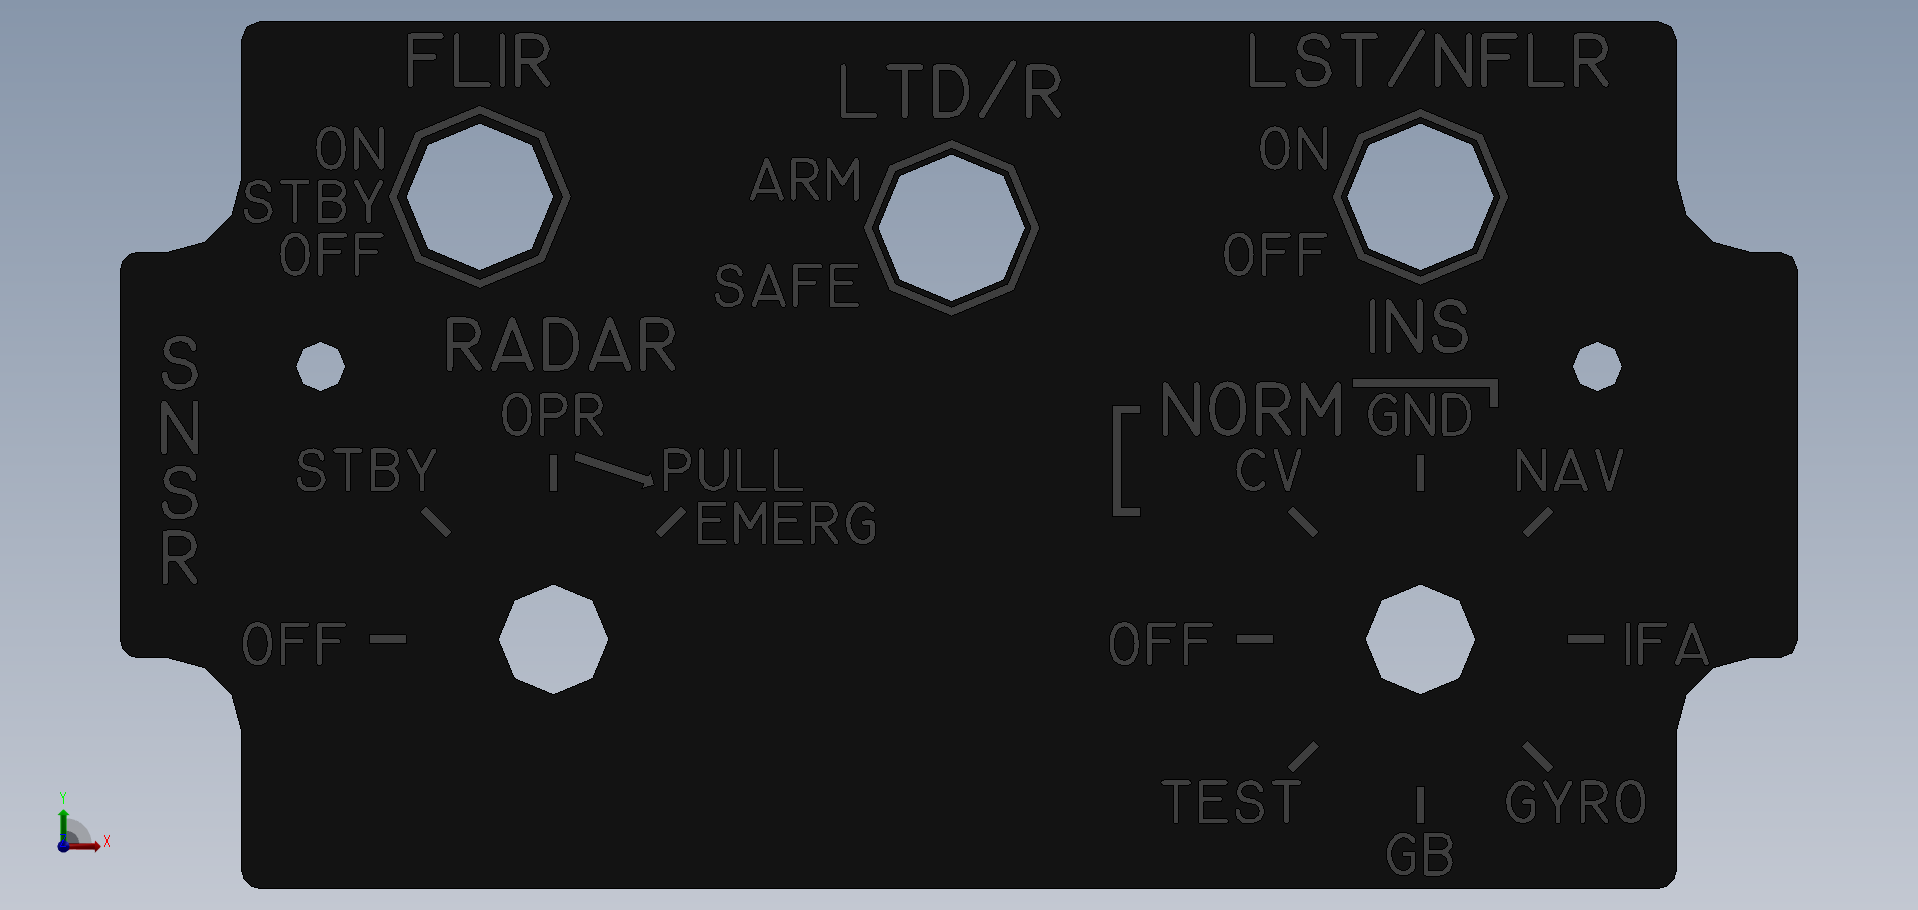 FLIR
LTD/R
LST/NFLR
ON
STBY
OFF
ARM
SAFE
ON
OFF
SNSR
RADAR
OPR
STBY
PULL
EMERG
OFF
INS
NORM
GND
CV
NAV
OFF
IFA
TEST
GB
GYRO
Y
X